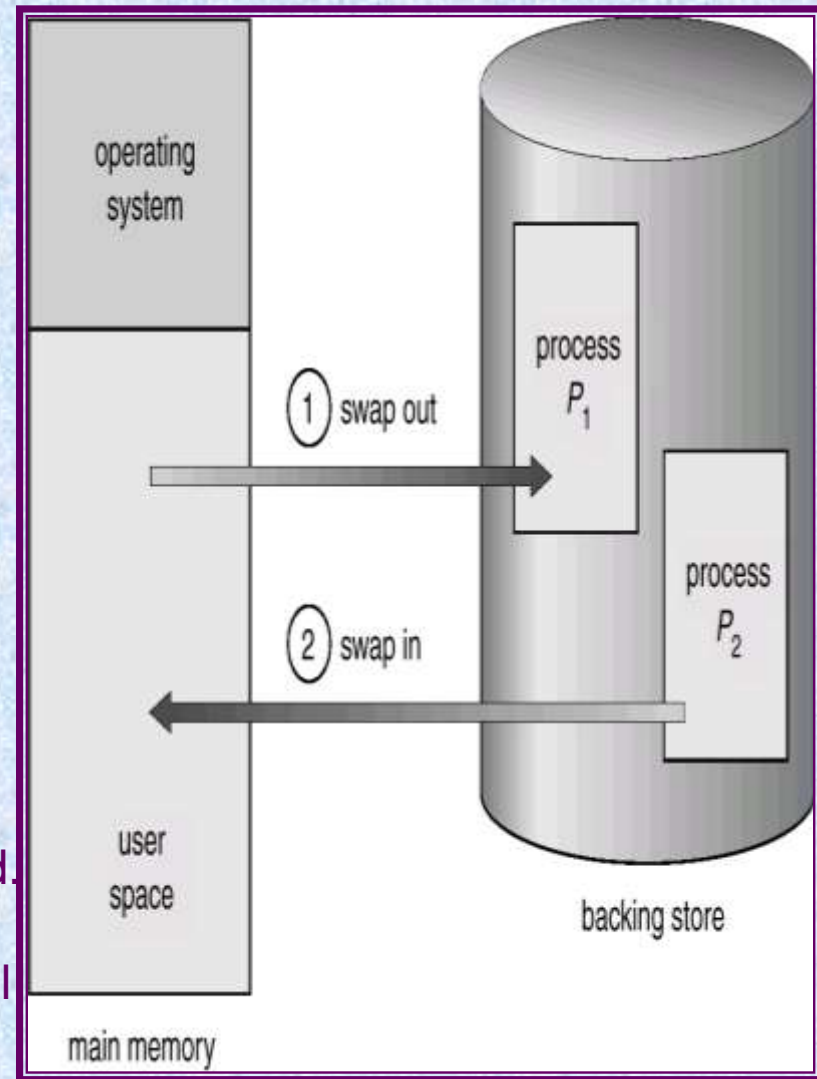 operating
system
process
P1
1 swap out
process
P2
2 swap in
user
space
d.
backing store
l
main memory